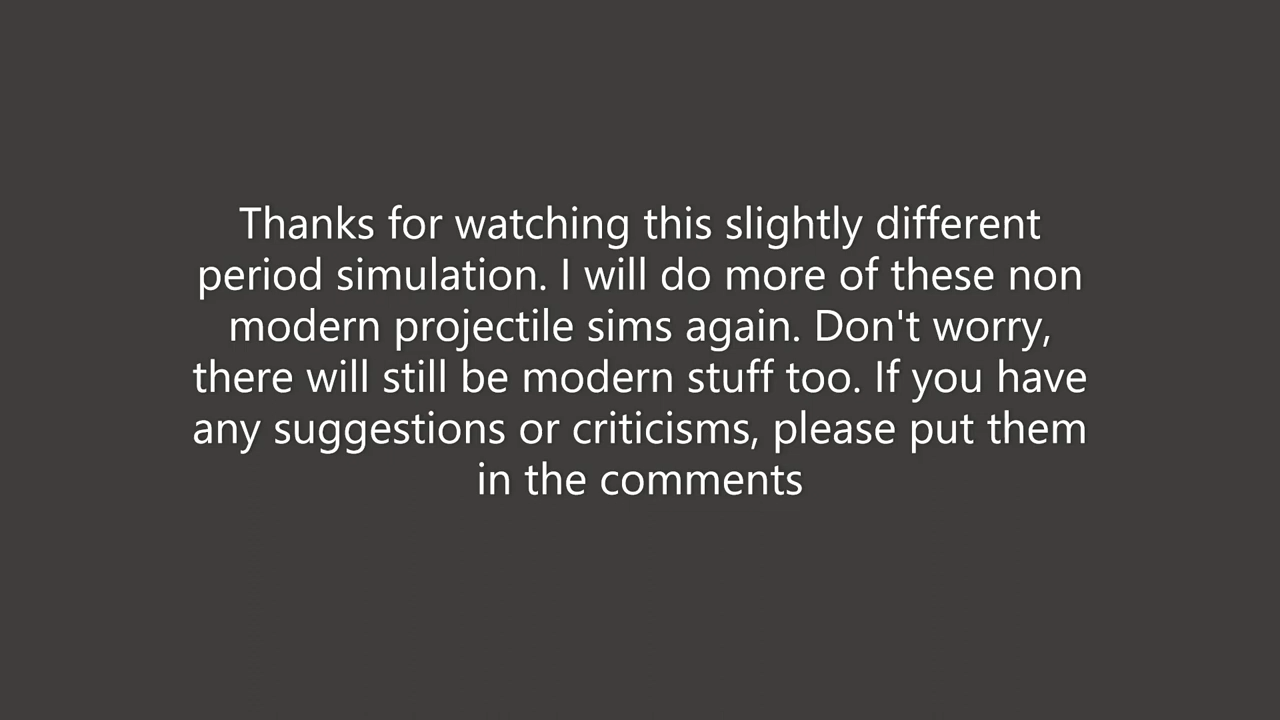 Thanks for watching this slightly different
period simulation. I will do more of these non
modern projectile sims again. Don't worry,
there will still be modern stuff too. If you have
any suggestions or criticisms, please put them
in the comments